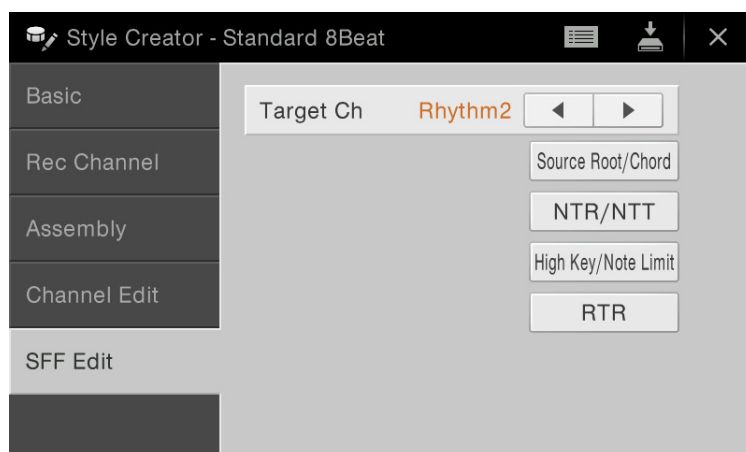 Style Creator - Standard 8Beat
Basic
Rec Channel
Assembly
Channel Edit
SFF Edit
Target Ch Rhythm2
Source Root/Chord
NTR/NTT
High Key/Note Limit
RTR